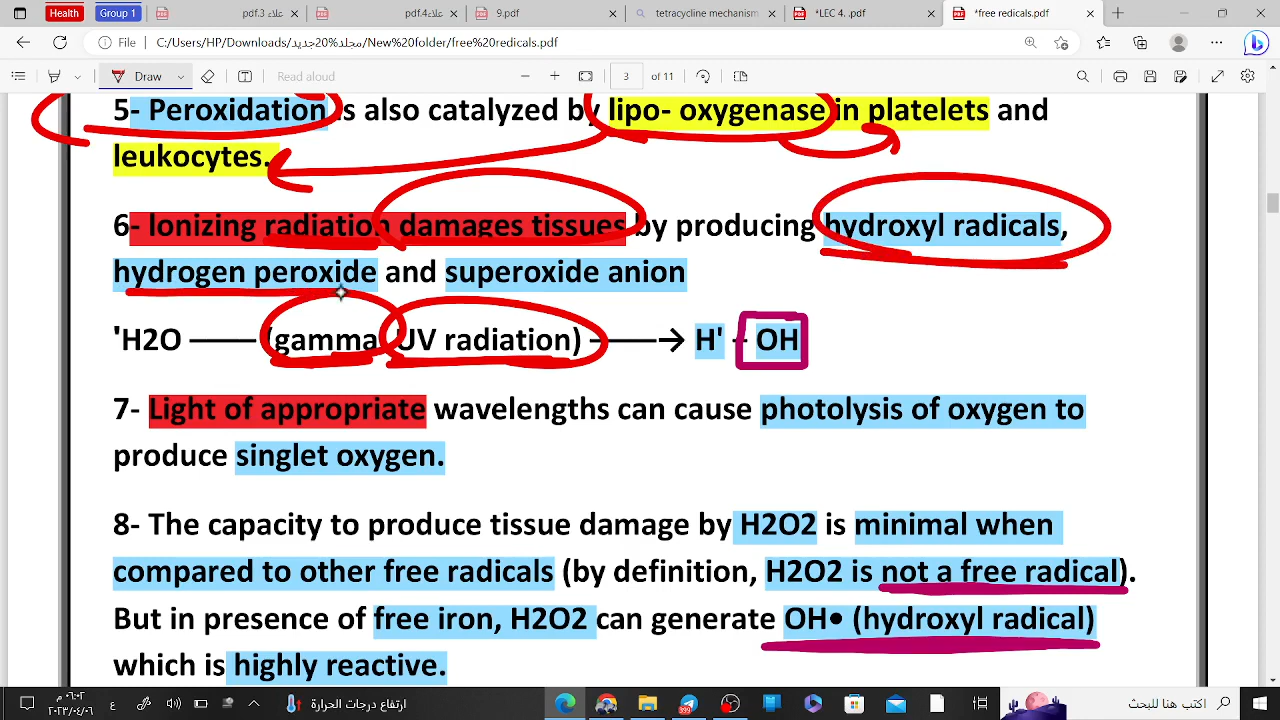 Health
Group 1
علاء 3.pdf
علاء4.pdf
9.pdf
tetracycline mechanism
*LEC 4. .pdf
*free redicals.pdf
File
C:/Users/HP/Downloads/مجلد%20جديد/New%20folder/free%20redicals.pdf
Draw
Read aloud
3
of 11
5- Peroxidation is also catalyzed by lipo- oxygenase in platelets and
leukocytes.
6- Ionizing radiation damages tissues by producing hydroxyl radicals,
hydrogen peroxide and superoxide anion
'H2O ——— (gamma, UV radiation) ———→ H' - OH
7- Light of appropriate wavelengths can cause photolysis of oxygen to
produce singlet oxygen.
8- The capacity to produce tissue damage by H2O2 is minimal when
compared to other free radicals (by definition, H2O2 is not a free radical).
But in presence of free iron, H2O2 can generate OH• (hydroxyl radical)
which is highly reactive.
ع
ارتفاع درجات الحرارة
399
اكتب هنا للبحث